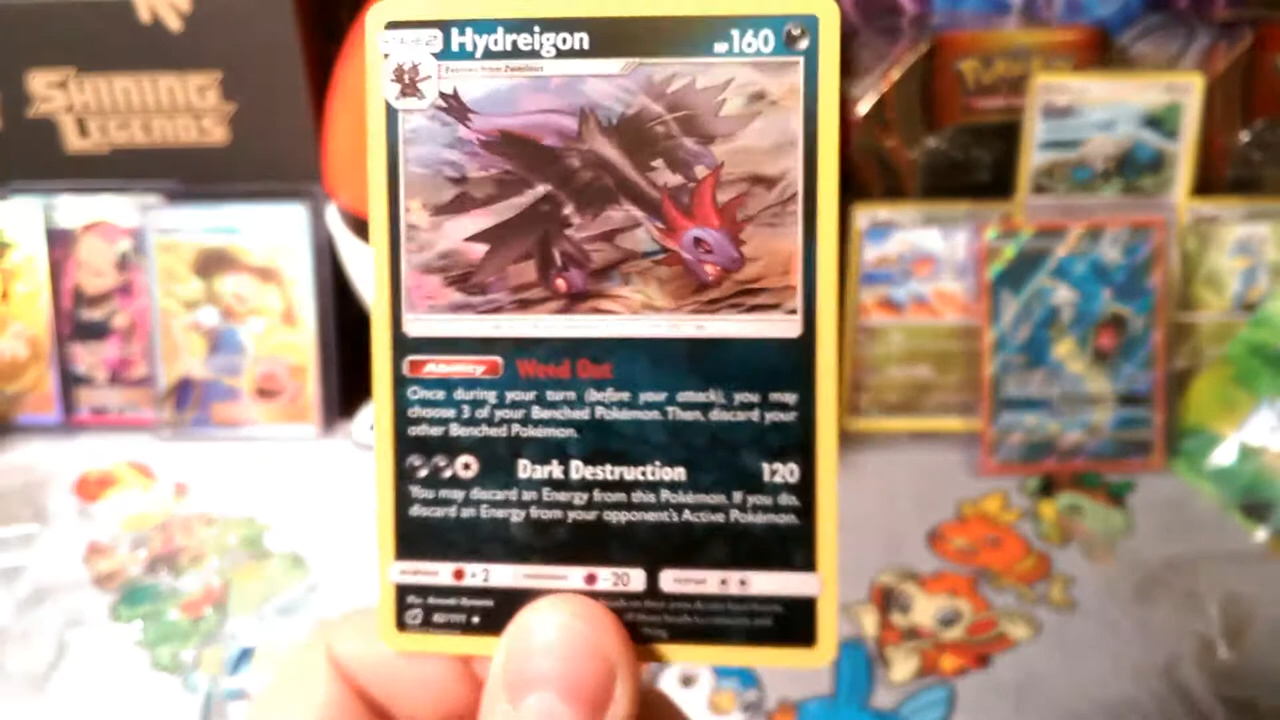 SHINING
LEGENDS
Hydreigon
HP160
Evolves from Zweilous
Ability Weed Out
Once during your turn (before your attack), you may
choose 3 of your Benched Pokémon. Then, discard your
other Benched Pokémon.
Dark Destruction 120
You may discard an Energy from this Pokémon. If you do,
discard an Energy from your opponent's Active Pokémon.
×2
-20